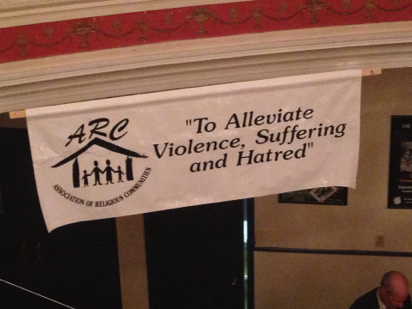 ARC
ASSOCIATION OF RELIGIOUS COMMUNITIES
"To Alleviate
Violence, Suffering
and Hatred"